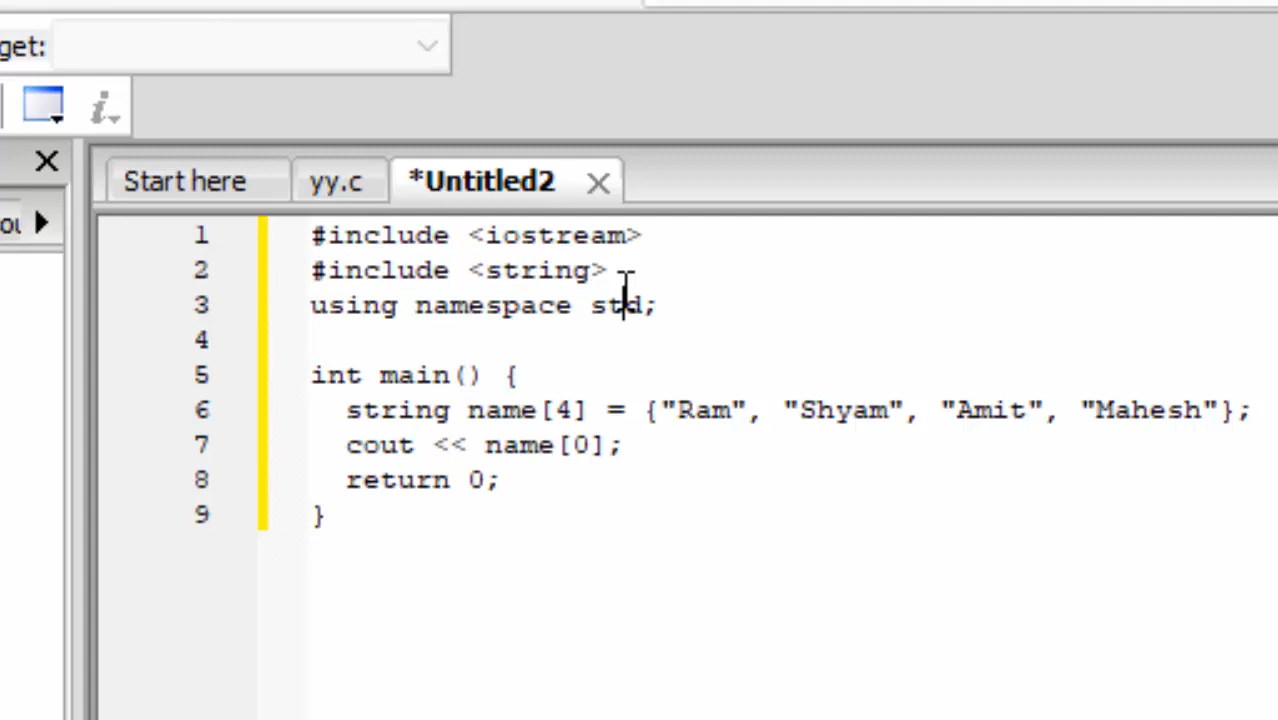 get:
Start here yy.c *Untitled2
1 #include <iostream>
2 #include <string>
3 using namespace std;
4
5 int main() {
6 string name[4] = {"Ram", "Shyam", "Amit", "Mahesh"};
7 cout << name[0];
8 return 0;
9 }